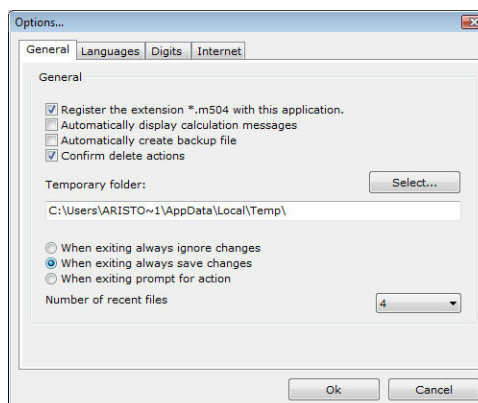 Options...
General Languages Digits Internet
General
Register the extension *.m504 with this application.
Automatically display calculation messages
Automatically create backup file
Confirm delete actions
Temporary folder:
Select...
C:\Users\ARISTO~1\AppData\Local\Temp\
When exiting always ignore changes
When exiting always save changes
When exiting prompt for action
Number of recent files
4
Ok Cancel